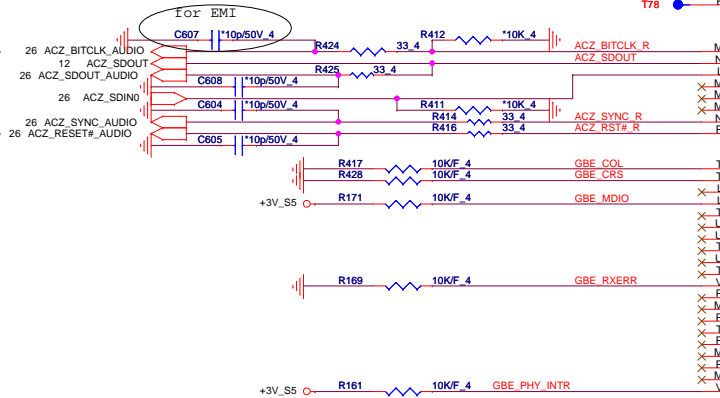 for EMI
T78
C607 *10p/50V_4
R412 *10K_4
26 ACZ_BITCLK_AUDIO R424 33_4 ACZ_BITCLK_R
12 ACZ_SDOUT ACZ_SDOUT
26 ACZ_SDOUT_AUDIO R425 33_4
C608 *10p/50V_4
26 ACZ_SDIN0
C604 *10p/50V_4 R411 *10K_4
26 ACZ_SYNC_AUDIO R414 33_4 ACZ_SYNC_R
26 ACZ_RESET#_AUDIO R416 33_4 ACZ_RST#_R
C605 *10p/50V_4
R417 10K/F_4 GBE_COL
R428 10K/F_4 GBE_CRS
+3V_S5 R171 10K/F_4 GBE_MDIO
R169 10K/F_4 GBE_RXERR
+3V_S5 R161 10K/F_4 GBE_PHY_INTR